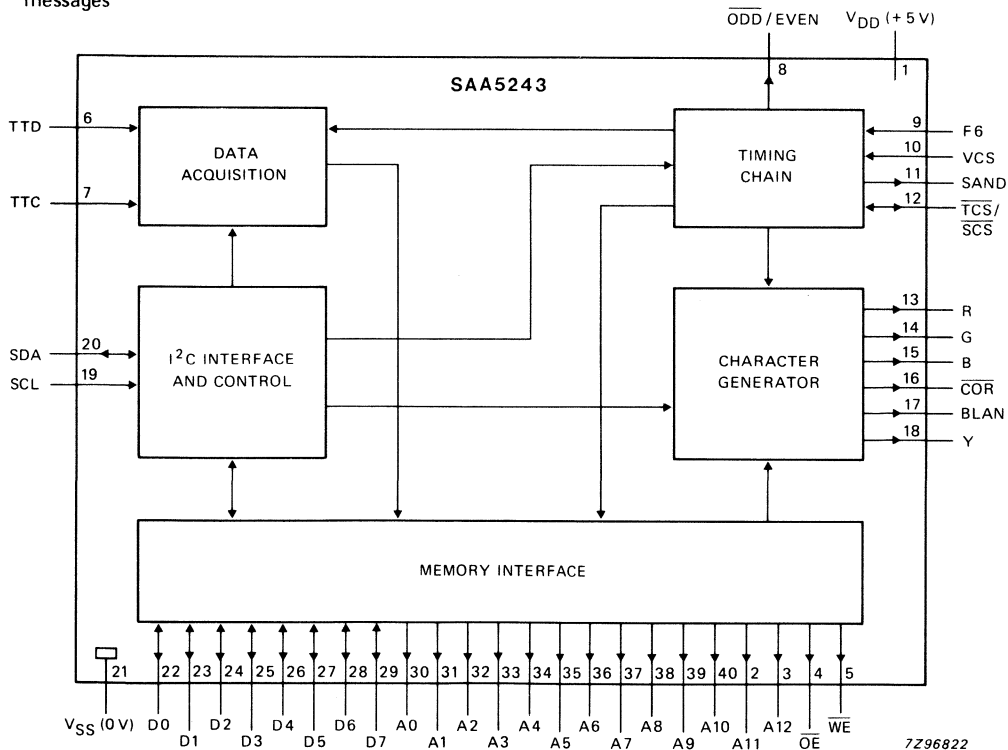 messages
ODD / EVEN
VDD (+ 5 V)
8
1
SAA5243
TTD
6
DATA
ACQUISITION
TTC
7
TIMING
CHAIN
9
F6
10
VCS
11
SAND
12
TCS/
SCS
SDA
20
SCL
19
I²C INTERFACE
AND CONTROL
CHARACTER
GENERATOR
13
R
14
G
15
B
16
COR
17
BLAN
18
Y
MEMORY INTERFACE
21 22 23 24 25 26 27 28 29 30 31 32 33 34 35 36 37 38 39 40 2 3 4 5
VSS (0 V) D0 D2 D4 D6 A0 A2 A4 A6 A8 A10 A12 WE
D1 D3 D5 D7 A1 A3 A5 A7 A9 A11 OE
7Z96822